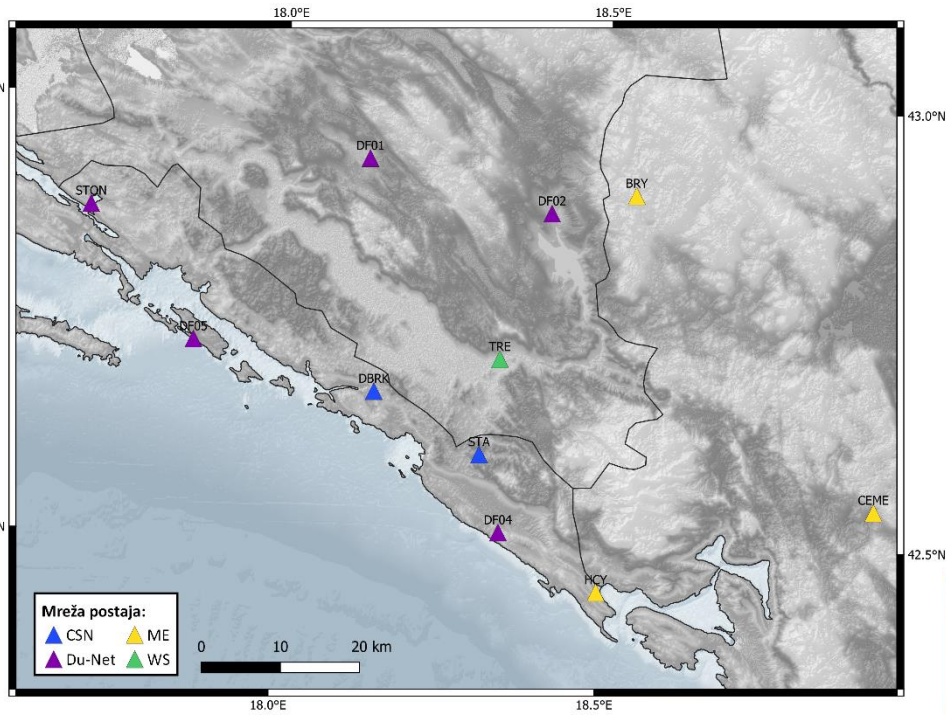 18.0°E 18.5°E
N
43.0°N
DF01
BRY
STON
DF02
DF05
TRE
DBRK
STA
CEME
DF04
N
42.5°N
HCY
Mreža postaja:
CSN ME
Du-Net WS
0 10 20 km
18.0°E 18.5°E